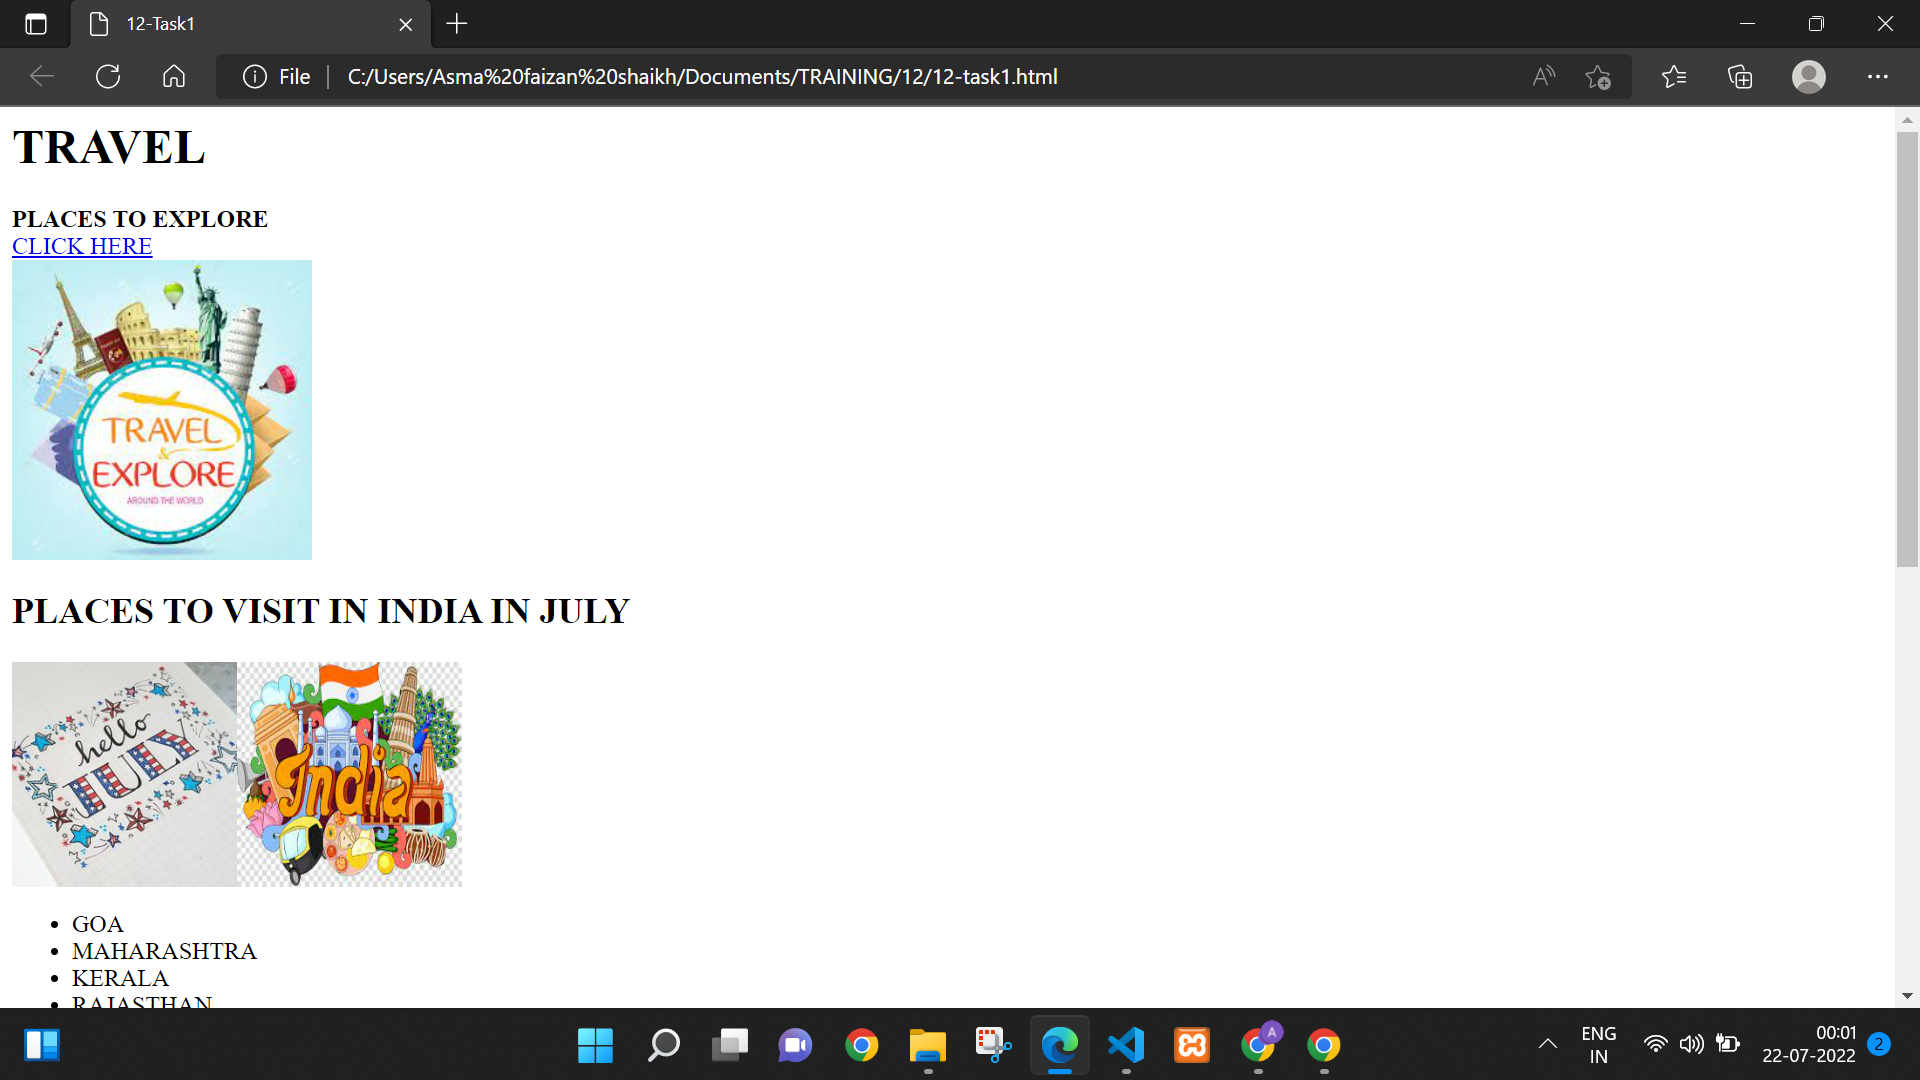 12-Task1
File
C:/Users/Asma%20faizan%20shaikh/Documents/TRAINING/12/12-task1.html
TRAVEL
PLACES TO EXPLORE
CLICK HERE
TRAVEL
&
EXPLORE
AROUND THE WORLD
PLACES TO VISIT IN INDIA IN JULY
hello
JULY
India
GOA
MAHARASHTRA
KERALA
RAJASTHAN
A
ENG
IN
00:01
22-07-2022
2